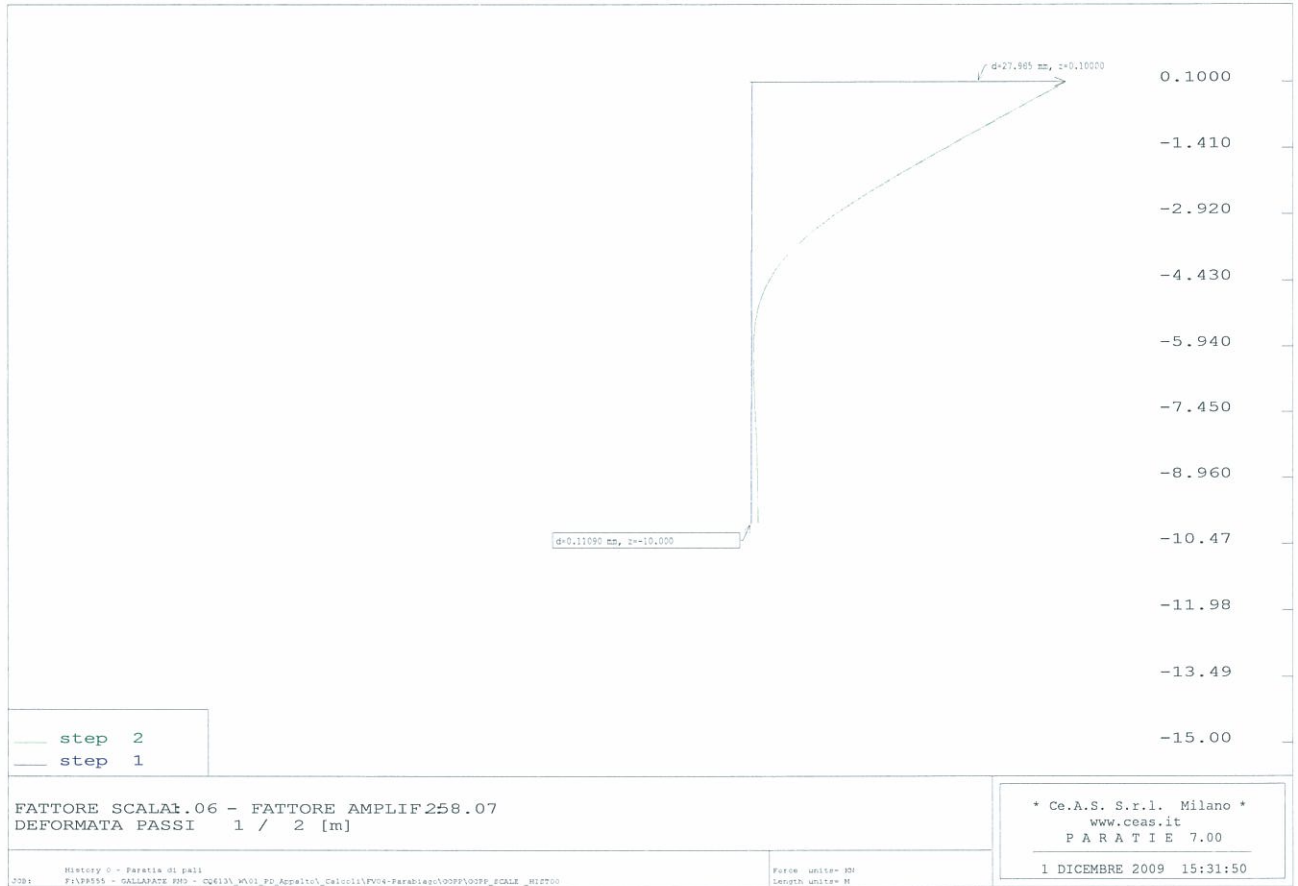 d=27.965 mm, z=0.10000
0.1000
-1.410
-2.920
-4.430
-5.940
-7.450
-8.960
d=0.11090 mm, z=-10.000
-10.47
-11.98
-13.49
-15.00
step 2
step 1
FATTORE SCALA1.06 - FATTORE AMPLIF258.07
DEFORMATA PASSI 1 / 2 [m]
* Ce.A.S. S.r.l. Milano *
www.ceas.it
P A R A T I E 7.00
1 DICEMBRE 2009 15:31:50
History 0 - Paratia di pali
JOB:
Force units= KN
Length units= M